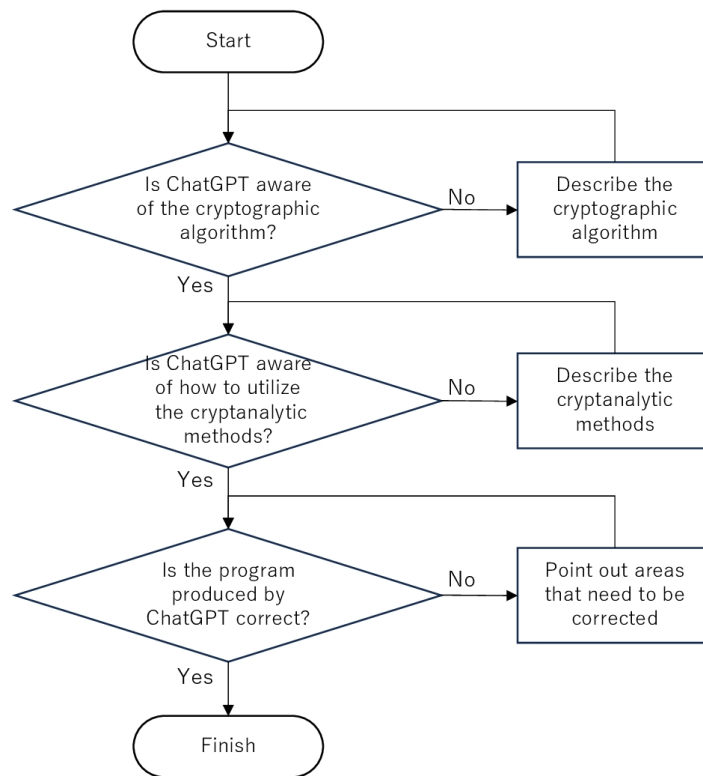 Start
Is ChatGPT aware
of the cryptographic
algorithm?
No
Describe the
cryptographic
algorithm
Yes
Is ChatGPT aware
of how to utilize
the cryptanalytic
methods?
No
Describe the
cryptanalytic
methods
Yes
Is the program
produced by
ChatGPT correct?
No
Point out areas
that need to be
corrected
Yes
Finish